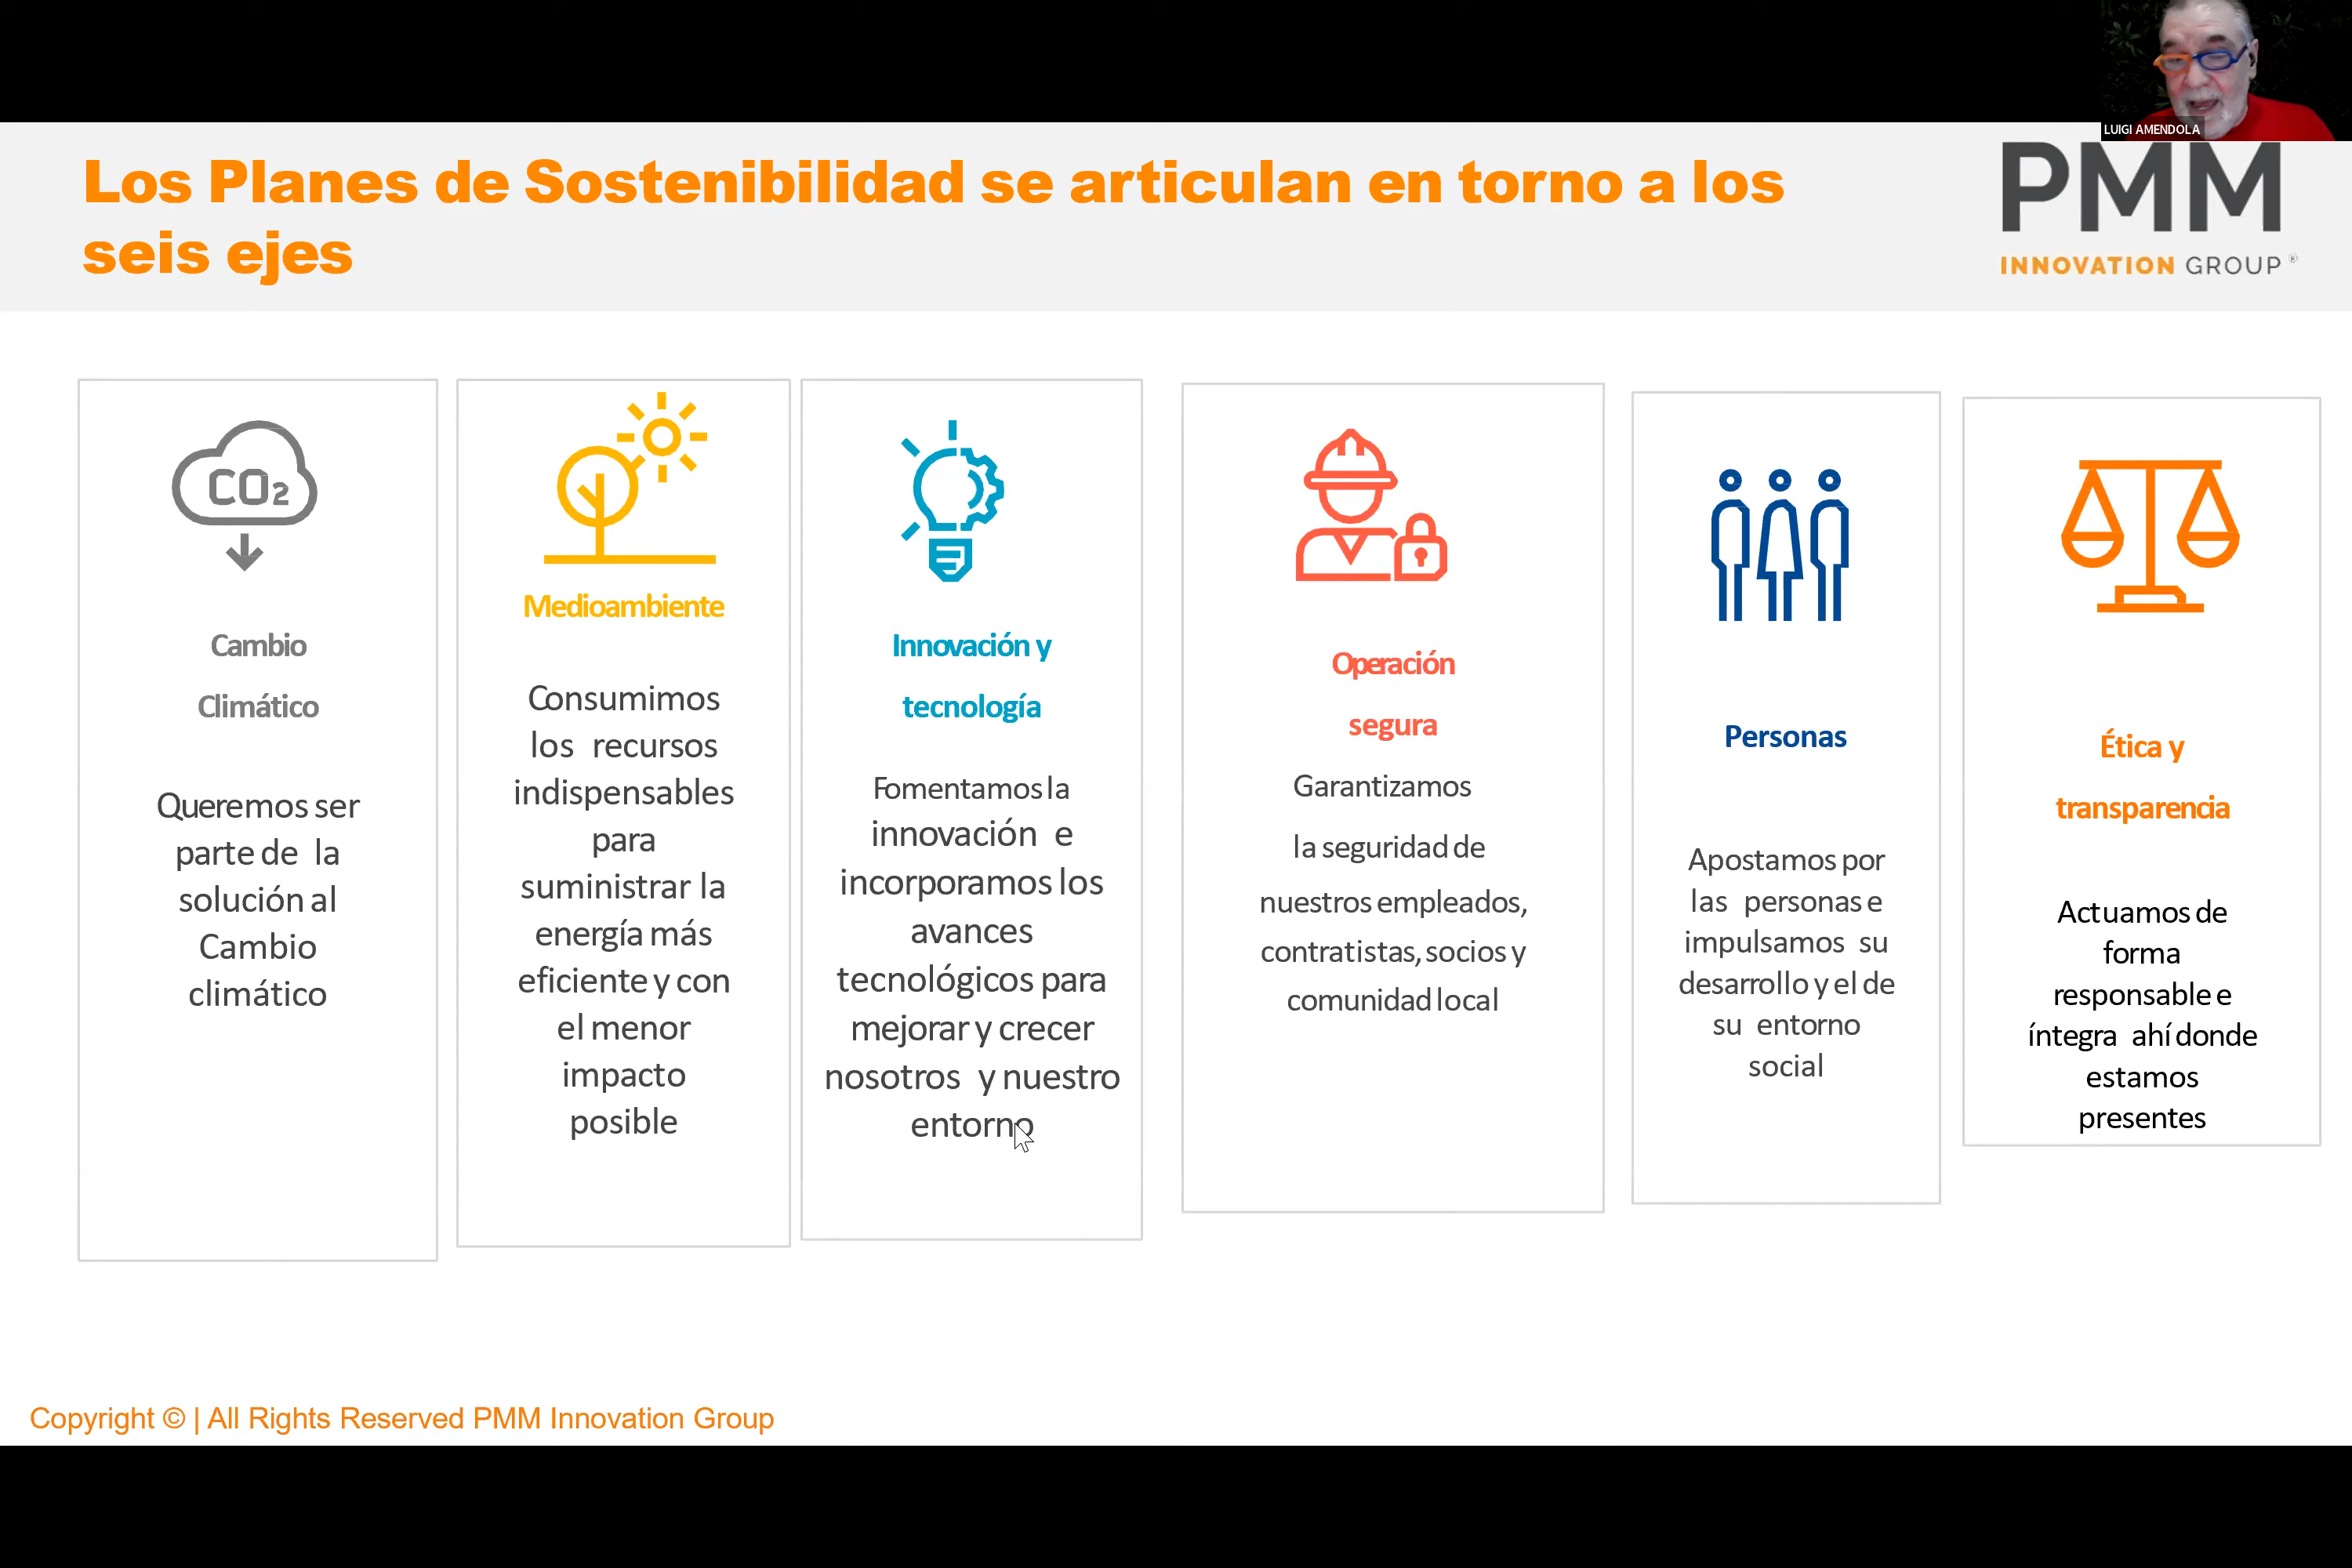 LUIGI AMENDOLA
Los Planes de Sostenibilidad se articulan en torno a los
seis ejes
PMM
INNOVATION GROUP®
CO2
Cambio
Climático
Queremos ser
parte de la
solución al
Cambio
climático
Medioambiente
Consumimos
los recursos
indispensables
para
suministrar la
energía más
eficiente y con
el menor
impacto
posible
Innovación y
tecnología
Fomentamos la
innovación e
incorporamos los
avances
tecnológicos para
mejorar y crecer
nosotros y nuestro
entorno
Operación
segura
Garantizamos
la seguridad de
nuestros empleados,
contratistas, socios y
comunidad local
Personas
Apostamos por
las personas e
impulsamos su
desarrollo y el de
su entorno
social
Ética y
transparencia
Actuamos de
forma
responsable e
íntegra ahí donde
estamos
presentes
Copyright © | All Rights Reserved PMM Innovation Group